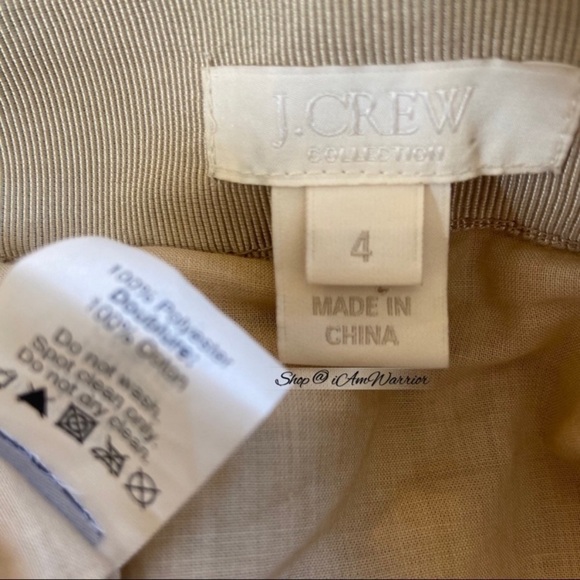 J.CREW
COLLECTION
4
MADE IN
CHINA
Shop @ iAmWarrior
100% Polyester
Doublure:
100% Cotton
Do not wash.
Spot clean only.
Do not dry clean.